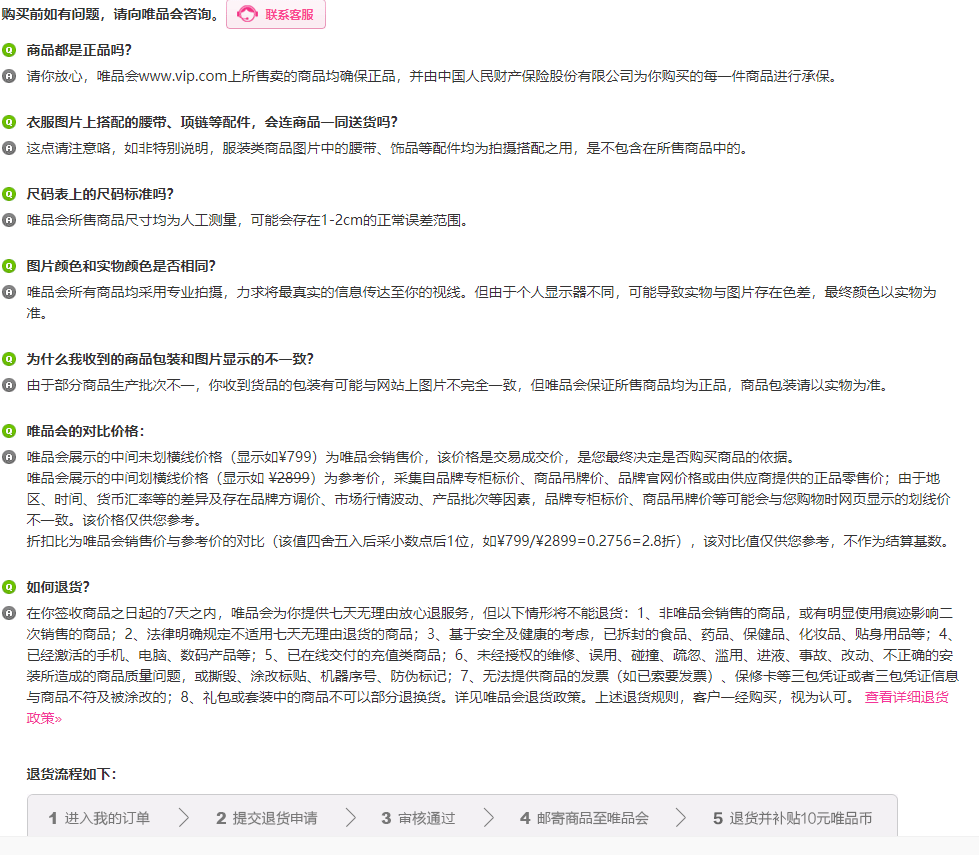 购买前如有问题，请向唯品会咨询。 联系客服
Q 商品都是正品吗？
A 请你放心，唯品会www.vip.com上所售卖的商品均确保正品，并由中国人民财产保险股份有限公司为你购买的每一件商品进行承保。
Q 衣服图片上搭配的腰带、项链等配件，会连商品一同送货吗？
A 这点请注意咯，如非特别说明，服装类商品图片中的腰带、饰品等配件均为拍摄搭配之用，是不包含在所售商品中的。
Q 尺码表上的尺码标准吗？
A 唯品会所售商品尺寸均为人工测量，可能会存在1-2cm的正常误差范围。
Q 图片颜色和实物颜色是否相同？
A 唯品会所有商品均采用专业拍摄，力求将最真实的信息传达至你的视线。但由于个人显示器不同，可能导致实物与图片存在色差，最终颜色以实物为
准。
Q 为什么我收到的商品包装和图片显示的不一致？
A 由于部分商品生产批次不一，你收到货品的包装有可能与网站上图片不完全一致，但唯品会保证所售商品均为正品，商品包装请以实物为准。
Q 唯品会的对比价格：
A 唯品会展示的中间未划横线价格（显示如¥799）为唯品会销售价，该价格是交易成交价，是您最终决定是否购买商品的依据。
唯品会展示的中间划横线价格（显示如 ¥2899）为参考价，采集自品牌专柜标价、商品吊牌价、品牌官网价格或由供应商提供的正品零售价；由于地
区、时间、货币汇率等的差异及存在品牌方调价、市场行情波动、产品批次等因素，品牌专柜标价、商品吊牌价等可能会与您购物时网页显示的划线价
不一致。该价格仅供您参考。
折扣比为唯品会销售价与参考价的对比（该值四舍五入后采小数点后1位，如¥799/¥2899=0.2756=2.8折），该对比值仅供您参考，不作为结算基数。
Q 如何退货？
A 在你签收商品之日起的7天之内，唯品会为你提供七天无理由放心退服务，但以下情形将不能退货：1、非唯品会销售的商品，或有明显使用痕迹影响二
次销售的商品；2、法律明确规定不适用七天无理由退货的商品；3、基于安全及健康的考虑，已拆封的食品、药品、保健品、化妆品、贴身用品等；4、
已经激活的手机、电脑、数码产品等；5、已在线交付的充值类商品；6、未经授权的维修、误用、碰撞、疏忽、滥用、进液、事故、改动、不正确的安
装所造成的商品质量问题，或撕毁、涂改标贴、机器序号、防伪标记；7、无法提供商品的发票（如已索要发票）、保修卡等三包凭证或者三包凭证信息
与商品不符及被涂改的；8、礼包或套装中的商品不可以部分退换货。详见唯品会退货政策。上述退货规则，客户一经购买，视为认可。 查看详细退货
政策»
退货流程如下：
1 进入我的订单 2 提交退货申请 3 审核通过 4 邮寄商品至唯品会 5 退货并补贴10元唯品币